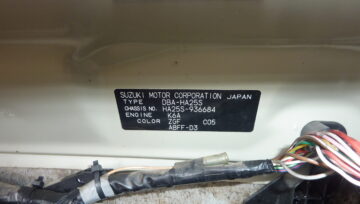 SUZUKI MOTOR CORPORATION JAPAN
TYPE DBA-HA25S
CHASSIS NO. HA25S-936684
ENGINE K6A
COLOR ZGF C05
ABFF-D3